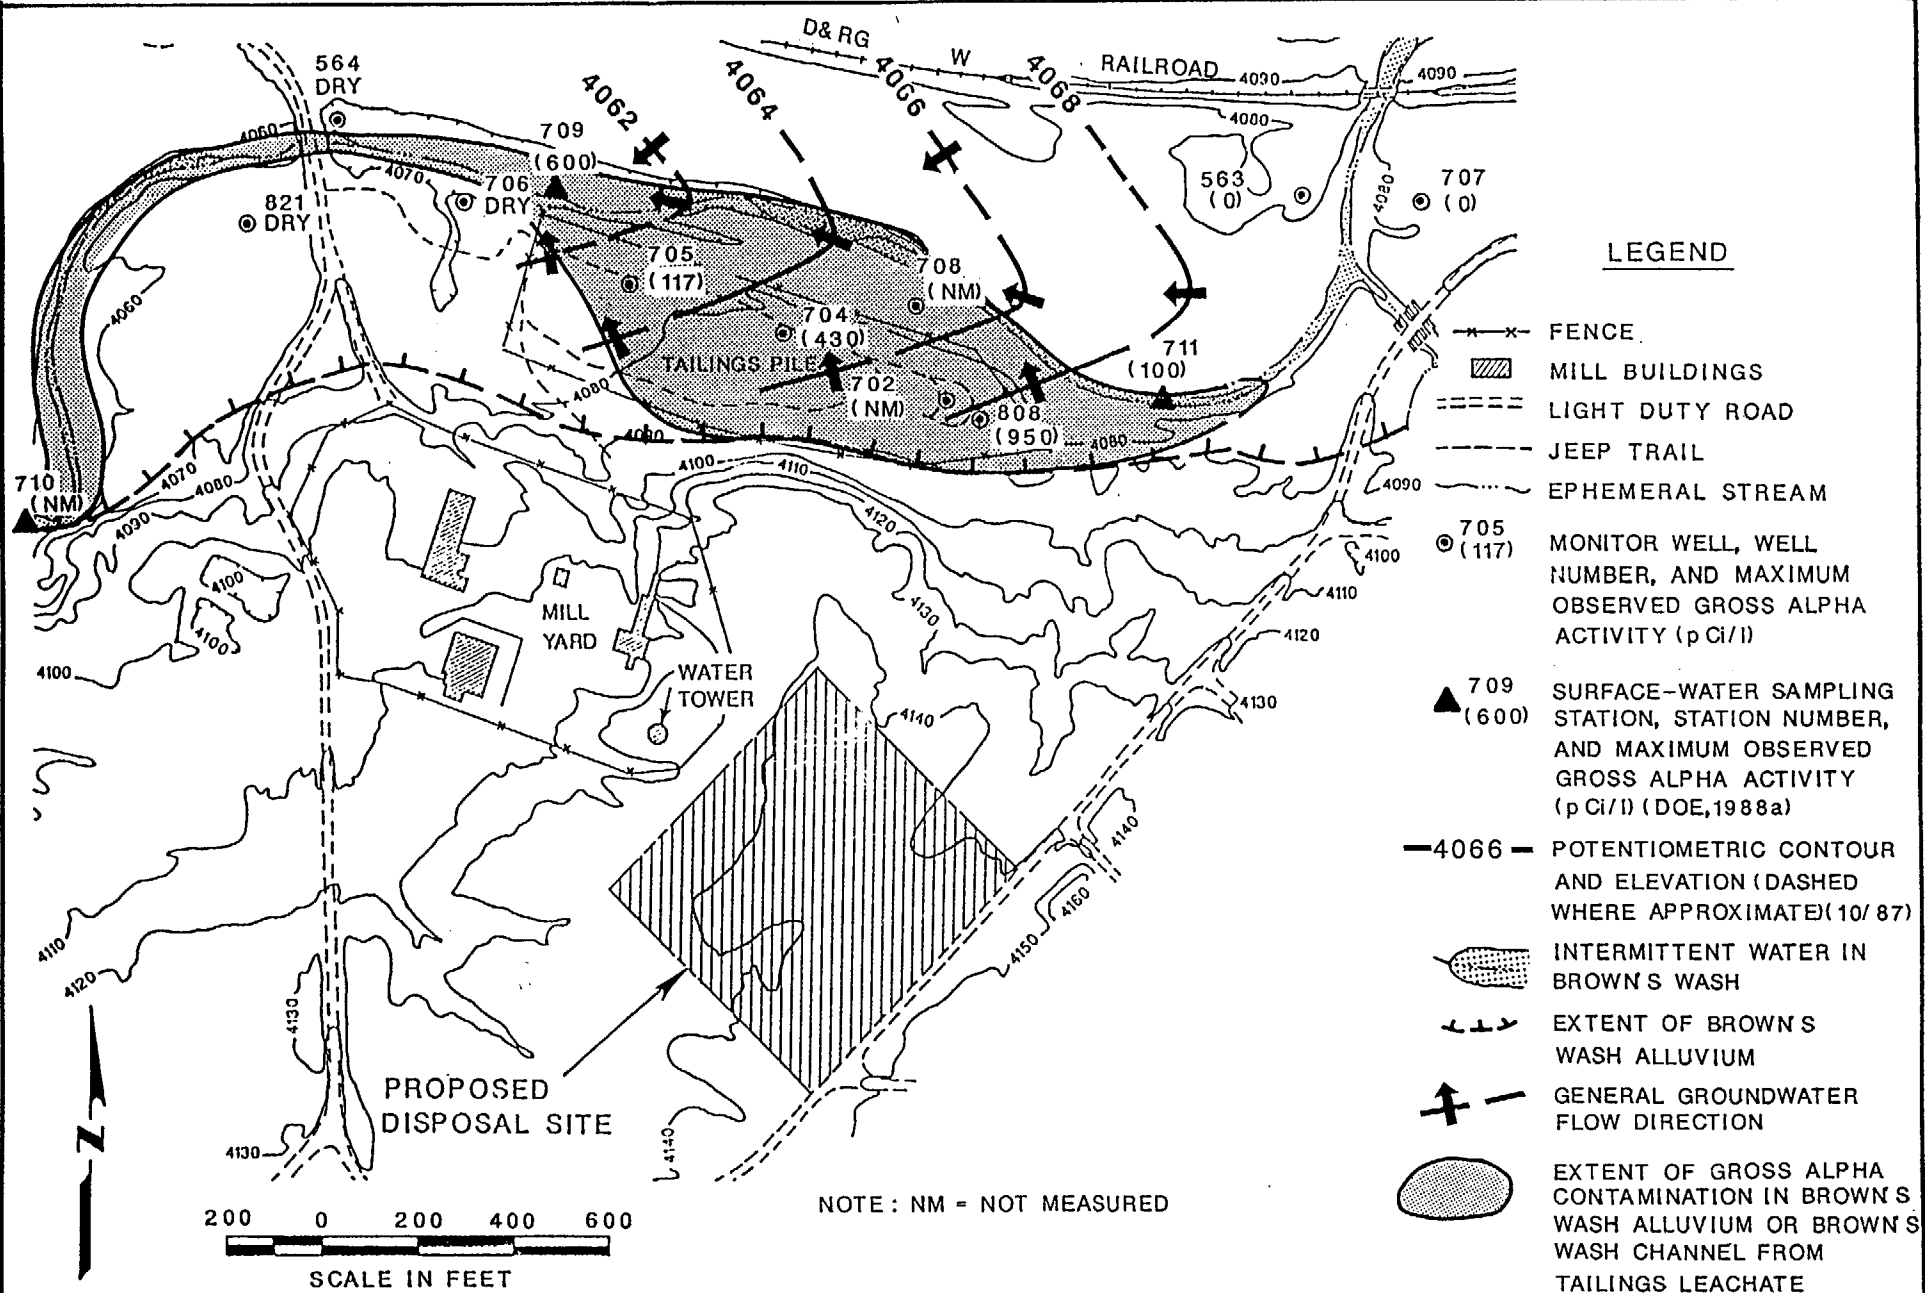 D&RG W RAILROAD
4090
4090
4062
4064
4066
4068
564
DRY
709
(600)
4060
4070
706
DRY
821
DRY
4080
563
(0)
707
(0)
4080
705
(117)
708
(NM)
704
(430)
TAILINGS PILE
702
(NM)
808
(950)
711
(100)
4060
4080
4090
4080
710
(NM)
4070
4080
4090
4100
4110
4120
4130
4090
4100
4110
4120
4130
4140
4160
4150
4100
4100
4100
MILL
YARD
WATER
TOWER
4140
4110
4120
4130
4130
4140
PROPOSED
DISPOSAL SITE
N
200 0 200 400 600
SCALE IN FEET
NOTE: NM = NOT MEASURED
LEGEND
FENCE
MILL BUILDINGS
LIGHT DUTY ROAD
JEEP TRAIL
EPHEMERAL STREAM
705
(117)
MONITOR WELL, WELL
NUMBER, AND MAXIMUM
OBSERVED GROSS ALPHA
ACTIVITY (pCi/l)
709
(600)
SURFACE-WATER SAMPLING
STATION, STATION NUMBER,
AND MAXIMUM OBSERVED
GROSS ALPHA ACTIVITY
(pCi/l) (DOE,1988a)
4066
POTENTIOMETRIC CONTOUR
AND ELEVATION (DASHED
WHERE APPROXIMATE)(10/87)
INTERMITTENT WATER IN
BROWN'S WASH
EXTENT OF BROWN'S
WASH ALLUVIUM
GENERAL GROUNDWATER
FLOW DIRECTION
EXTENT OF GROSS ALPHA
CONTAMINATION IN BROWN'S
WASH ALLUVIUM OR BROWN'S
WASH CHANNEL FROM
TAILINGS LEACHATE